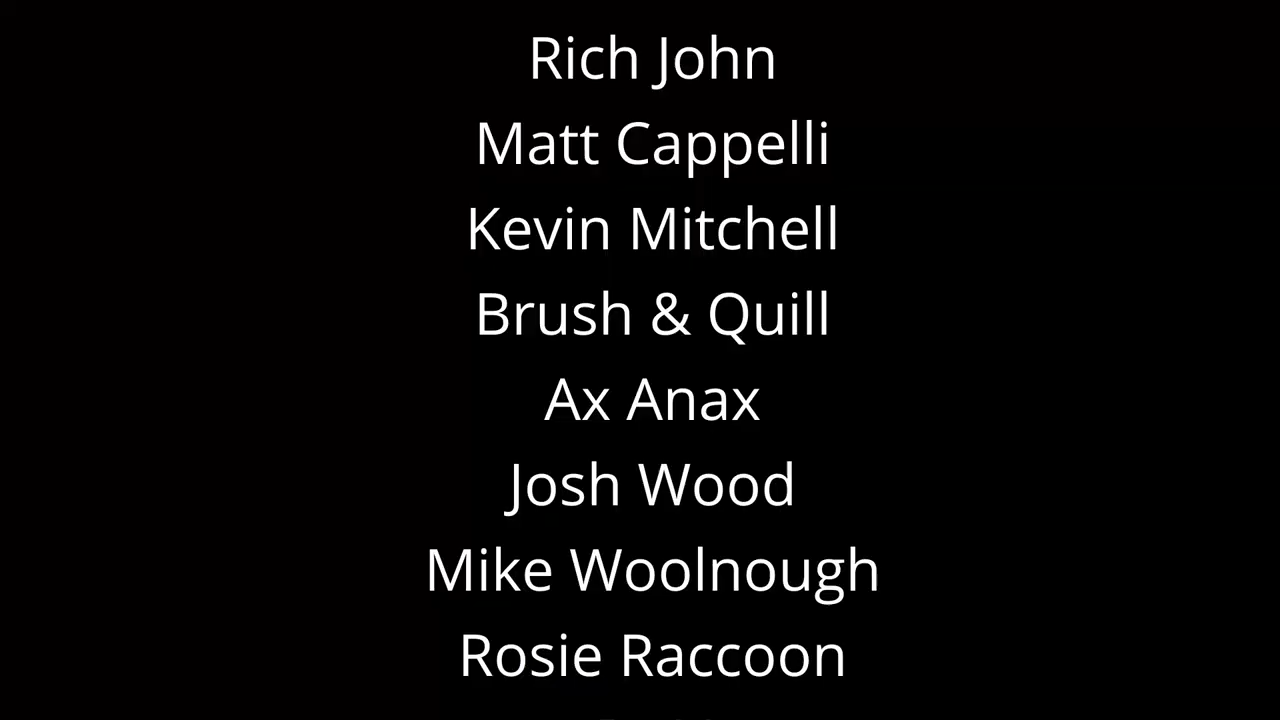 Rich John
Matt Cappelli
Kevin Mitchell
Brush & Quill
Ax Anax
Josh Wood
Mike Woolnough
Rosie Raccoon